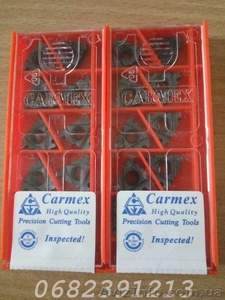 CARMEX
CARMEX
Carmex
High Quality
Precision Cutting Tools
Inspected!
Carmex
High Quality
Precision Cutting Tools
Inspected!
0682391213